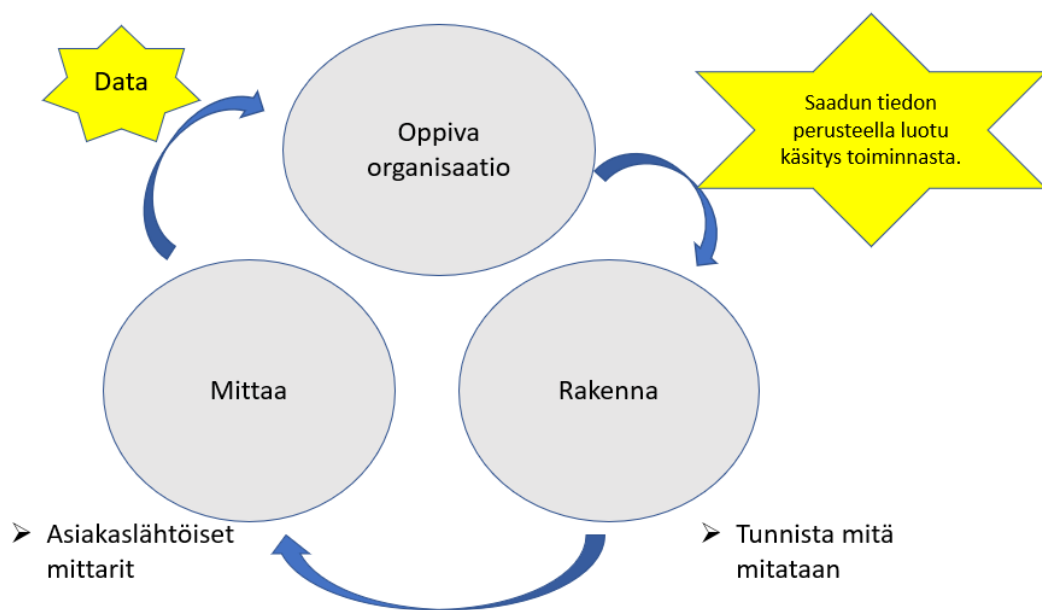 Data
Oppiva
organisaatio
Saadun tiedon
perusteella luotu
käsitys toiminnasta.
Mittaa
Rakenna
➢ Asiakaslähtöiset
mittarit
➢ Tunnista mitä
mitataan